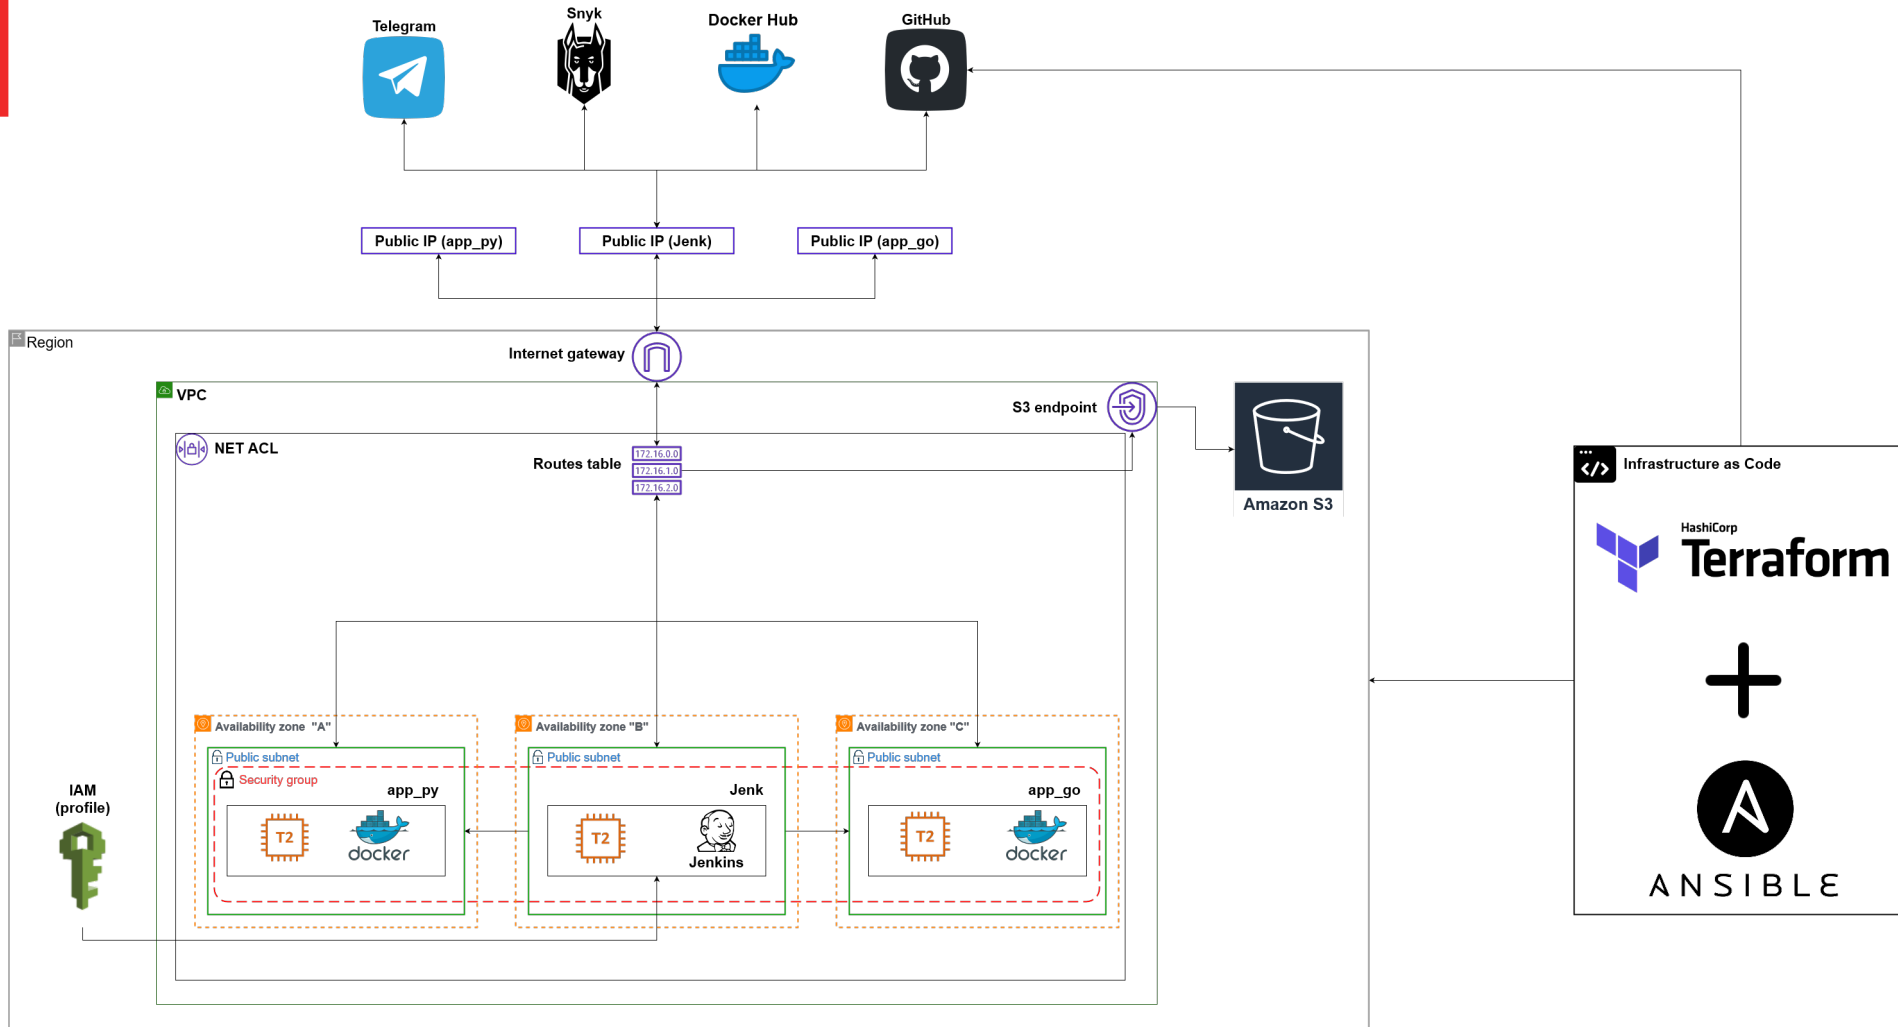 Telegram
Snyk
Docker Hub
GitHub
Public IP (app_py)
Public IP (Jenk)
Public IP (app_go)
Region
Internet gateway
VPC
S3 endpoint
NET ACL
Routes table
172.16.0.0
172.16.1.0
172.16.2.0
Amazon S3
Infrastructure as Code
HashiCorp
Terraform
ANSIBLE
Availability zone "A"
Public subnet
Security group
app_py
T2
docker
Availability zone "B"
Public subnet
Jenk
T2
Jenkins
Availability zone "C"
Public subnet
app_go
T2
docker
IAM
(profile)